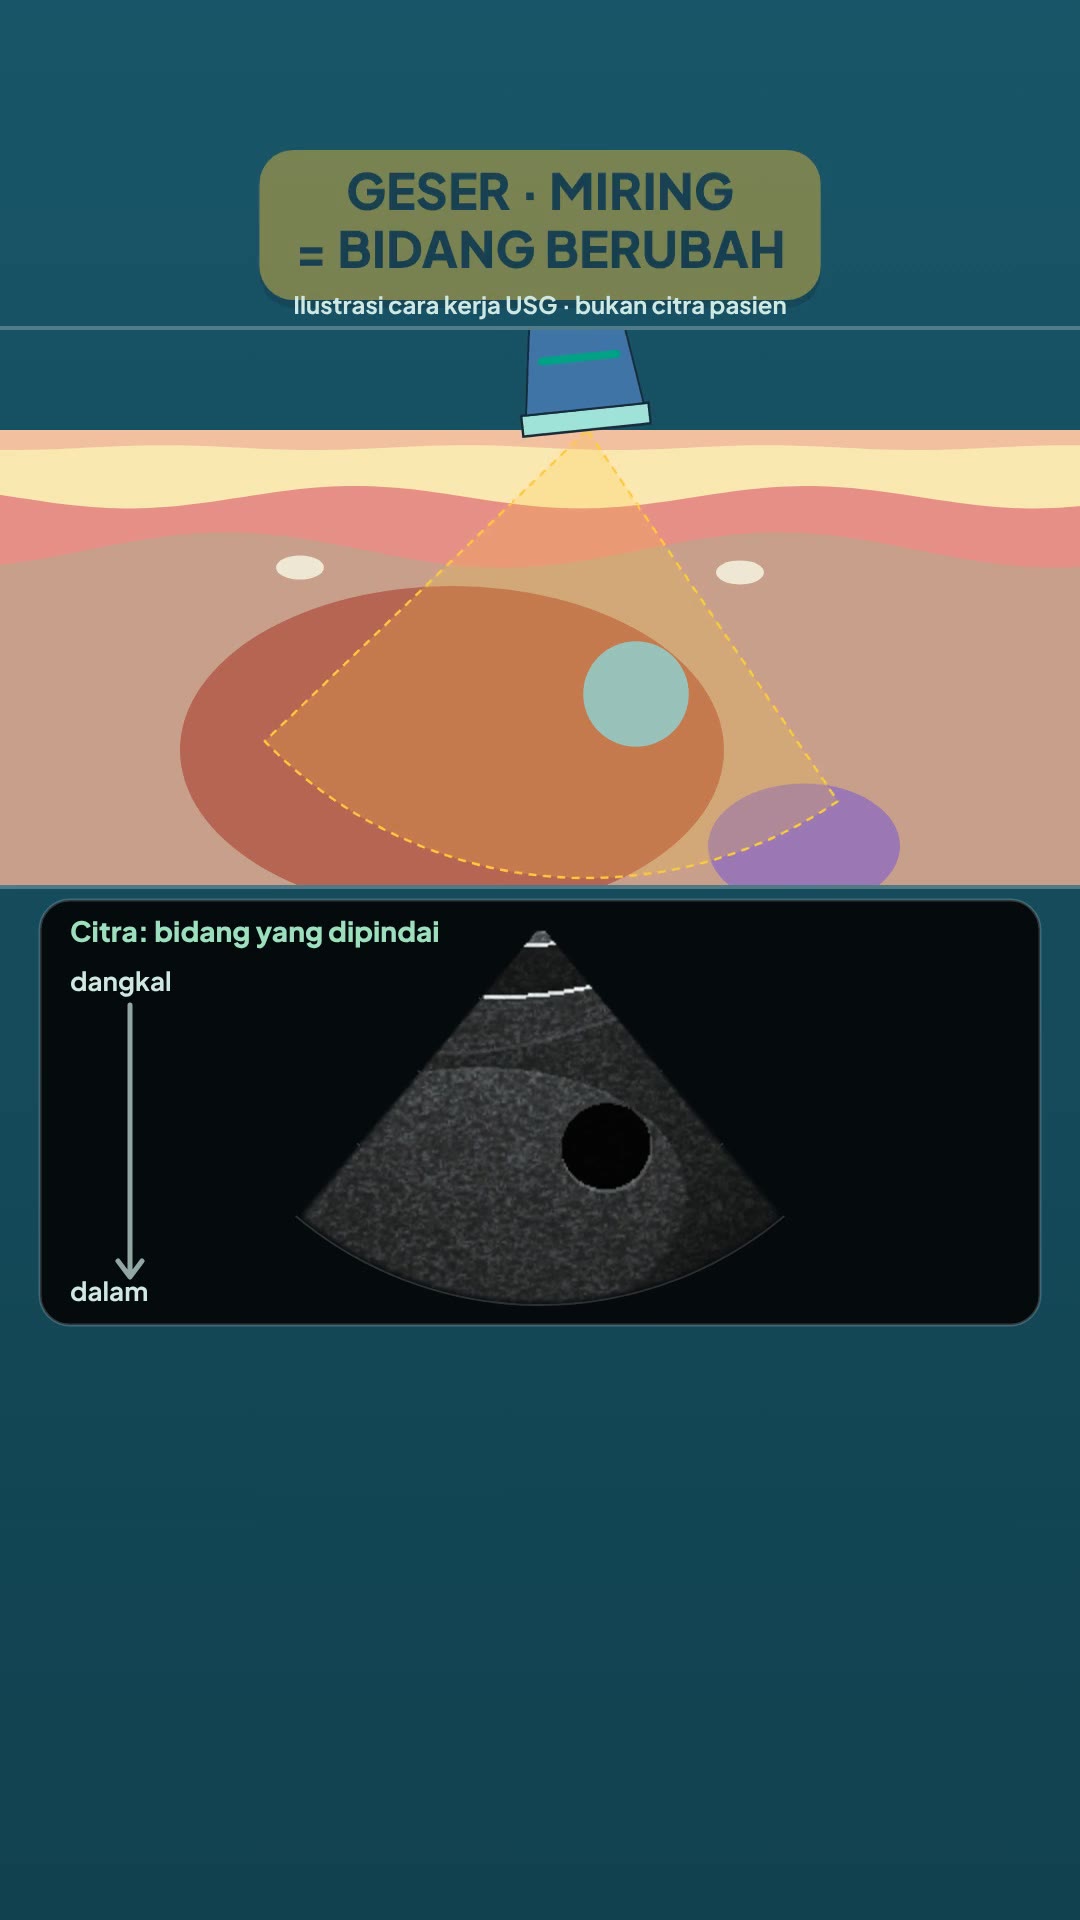 GESER · MIRING
= BIDANG BERUBAH
Ilustrasi cara kerja USG · bukan citra pasien
Citra: bidang yang dipindai
dangkal
dalam